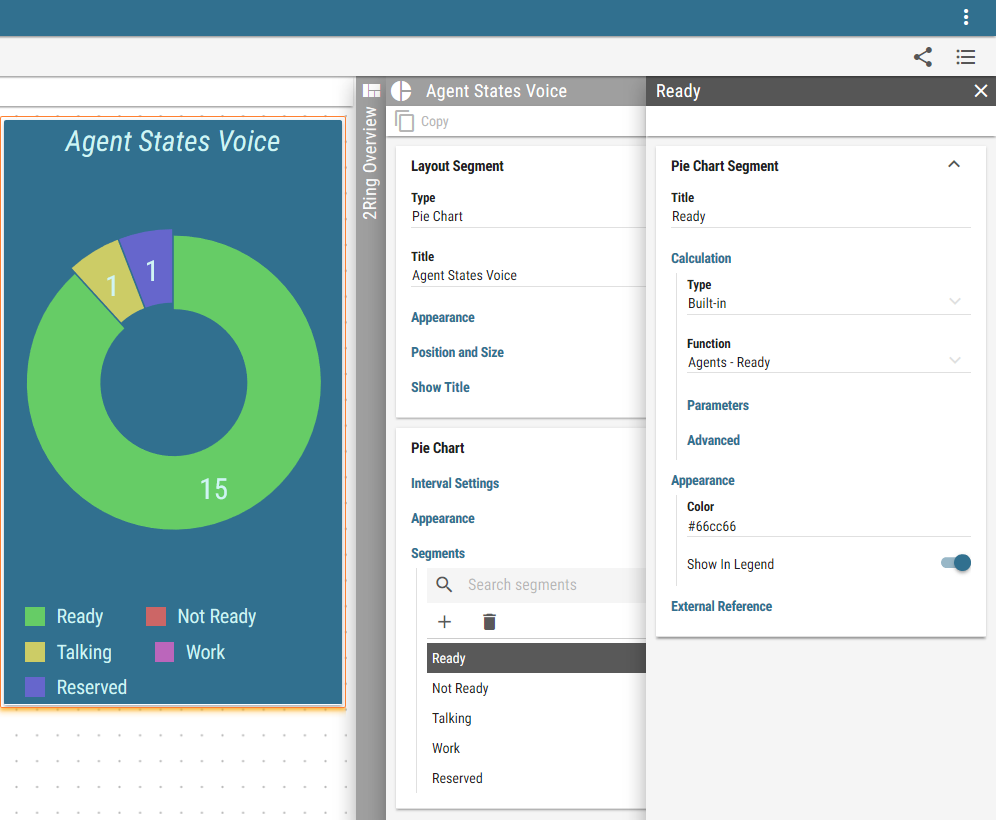 Agent States Voice
1
1
15
Ready
Not Ready
Talking
Work
Reserved
2Ring Overview
Agent States Voice
Copy
Layout Segment
Type
Pie Chart
Title
Agent States Voice
Appearance
Position and Size
Show Title
Pie Chart
Interval Settings
Appearance
Segments
Search segments
Ready
Not Ready
Talking
Work
Reserved
Ready
Pie Chart Segment
Title
Ready
Calculation
Type
Built-in
Function
Agents - Ready
Parameters
Advanced
Appearance
Color
#66cc66
Show In Legend
External Reference